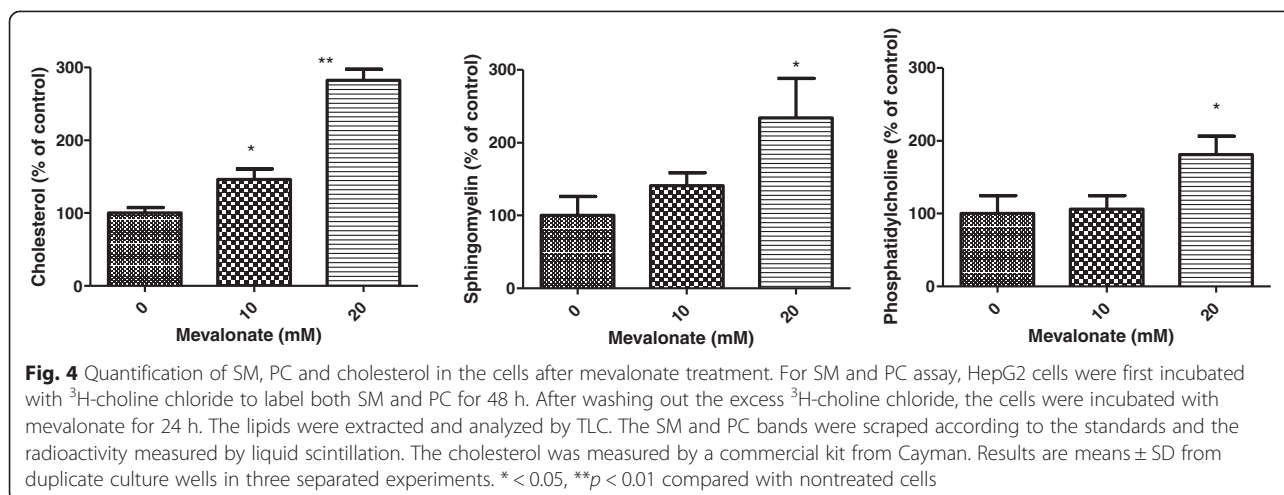 Cholesterol (% of control)
300
200
100
0
**
*
0
10
20
Mevalonate (mM)
Sphingomyelin (% of control)
300
200
100
0
*
0
10
20
Mevalonate (mM)
Phosphatidylcholine (% of control)
300
200
100
0
*
0
10
20
Mevalonate (mM)
Fig. 4 Quantification of SM, PC and cholesterol in the cells after mevalonate treatment. For SM and PC assay, HepG2 cells were first incubated
with ³H-choline chloride to label both SM and PC for 48 h. After washing out the excess ³H-choline chloride, the cells were incubated with
mevalonate for 24 h. The lipids were extracted and analyzed by TLC. The SM and PC bands were scraped according to the standards and the
radioactivity measured by liquid scintillation. The cholesterol was measured by a commercial kit from Cayman. Results are means ± SD from
duplicate culture wells in three separated experiments. * < 0.05, **p < 0.01 compared with nontreated cells